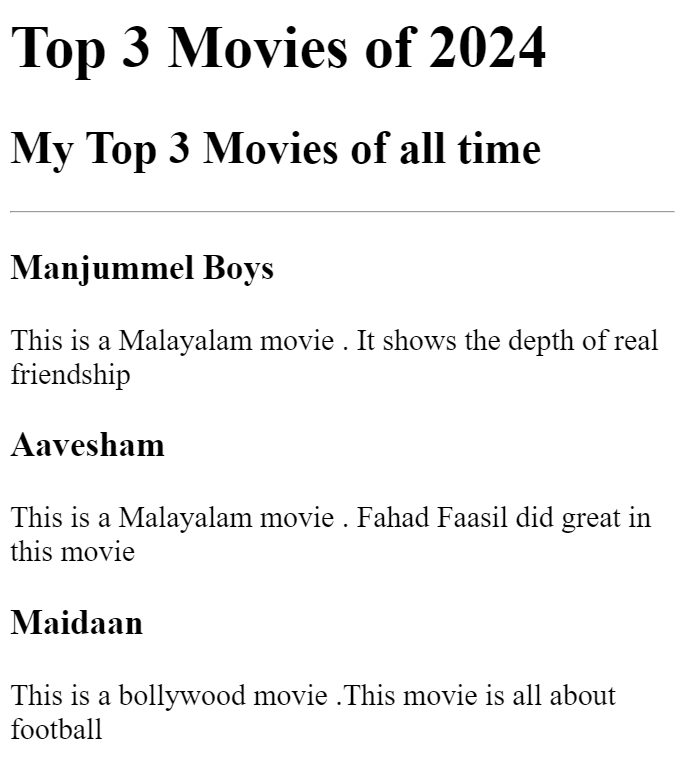 Top 3 Movies of 2024
My Top 3 Movies of all time
Manjummel Boys
This is a Malayalam movie . It shows the depth of real
friendship
Aavesham
This is a Malayalam movie . Fahad Faasil did great in
this movie
Maidaan
This is a bollywood movie .This movie is all about
football